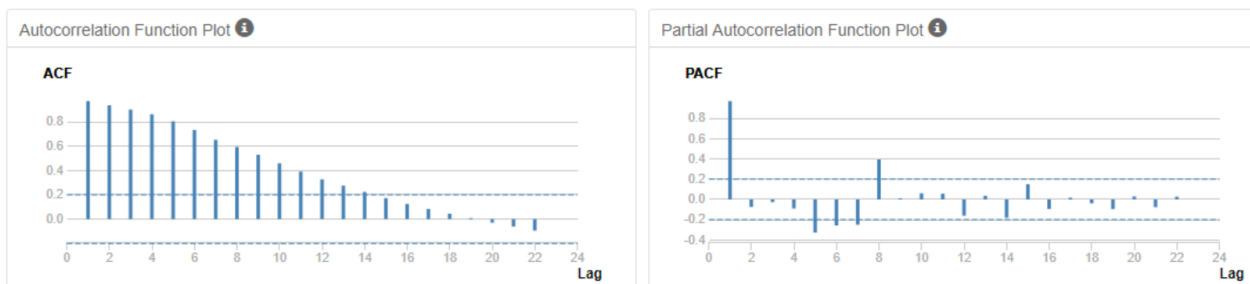 Autocorrelation Function Plot
ACF
0.8
0.6
0.4
0.2
0.0
0 2 4 6 8 10 12 14 16 18 20 22 24
Lag
Partial Autocorrelation Function Plot
PACF
0.8
0.6
0.4
0.2
0.0
-0.2
-0.4
0 2 4 6 8 10 12 14 16 18 20 22 24
Lag